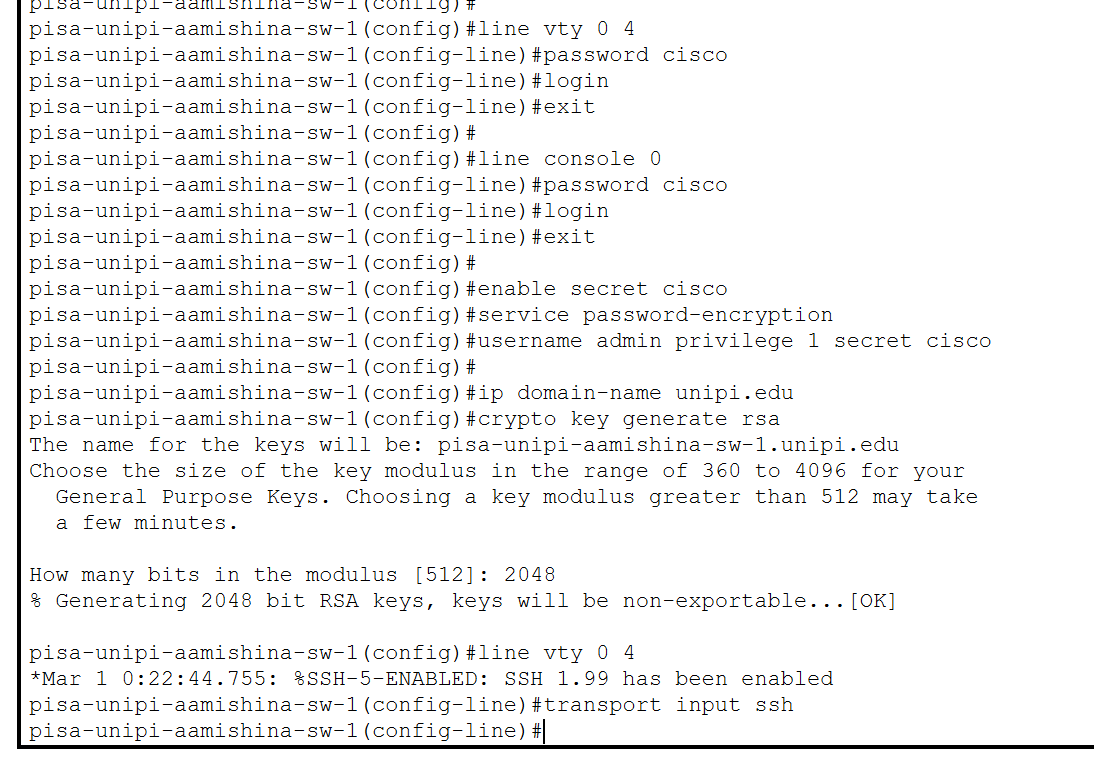 pisa-unipi-aamishina-sw-1(config)#
pisa-unipi-aamishina-sw-1(config)#line vty 0 4
pisa-unipi-aamishina-sw-1(config-line)#password cisco
pisa-unipi-aamishina-sw-1(config-line)#login
pisa-unipi-aamishina-sw-1(config-line)#exit
pisa-unipi-aamishina-sw-1(config)#
pisa-unipi-aamishina-sw-1(config)#line console 0
pisa-unipi-aamishina-sw-1(config-line)#password cisco
pisa-unipi-aamishina-sw-1(config-line)#login
pisa-unipi-aamishina-sw-1(config-line)#exit
pisa-unipi-aamishina-sw-1(config)#
pisa-unipi-aamishina-sw-1(config)#enable secret cisco
pisa-unipi-aamishina-sw-1(config)#service password-encryption
pisa-unipi-aamishina-sw-1(config)#username admin privilege 1 secret cisco
pisa-unipi-aamishina-sw-1(config)#
pisa-unipi-aamishina-sw-1(config)#ip domain-name unipi.edu
pisa-unipi-aamishina-sw-1(config)#crypto key generate rsa
The name for the keys will be: pisa-unipi-aamishina-sw-1.unipi.edu
Choose the size of the key modulus in the range of 360 to 4096 for your
  General Purpose Keys. Choosing a key modulus greater than 512 may take
  a few minutes.

How many bits in the modulus [512]: 2048
% Generating 2048 bit RSA keys, keys will be non-exportable...[OK]

pisa-unipi-aamishina-sw-1(config)#line vty 0 4
*Mar 1 0:22:44.755: %SSH-5-ENABLED: SSH 1.99 has been enabled
pisa-unipi-aamishina-sw-1(config-line)#transport input ssh
pisa-unipi-aamishina-sw-1(config-line)#